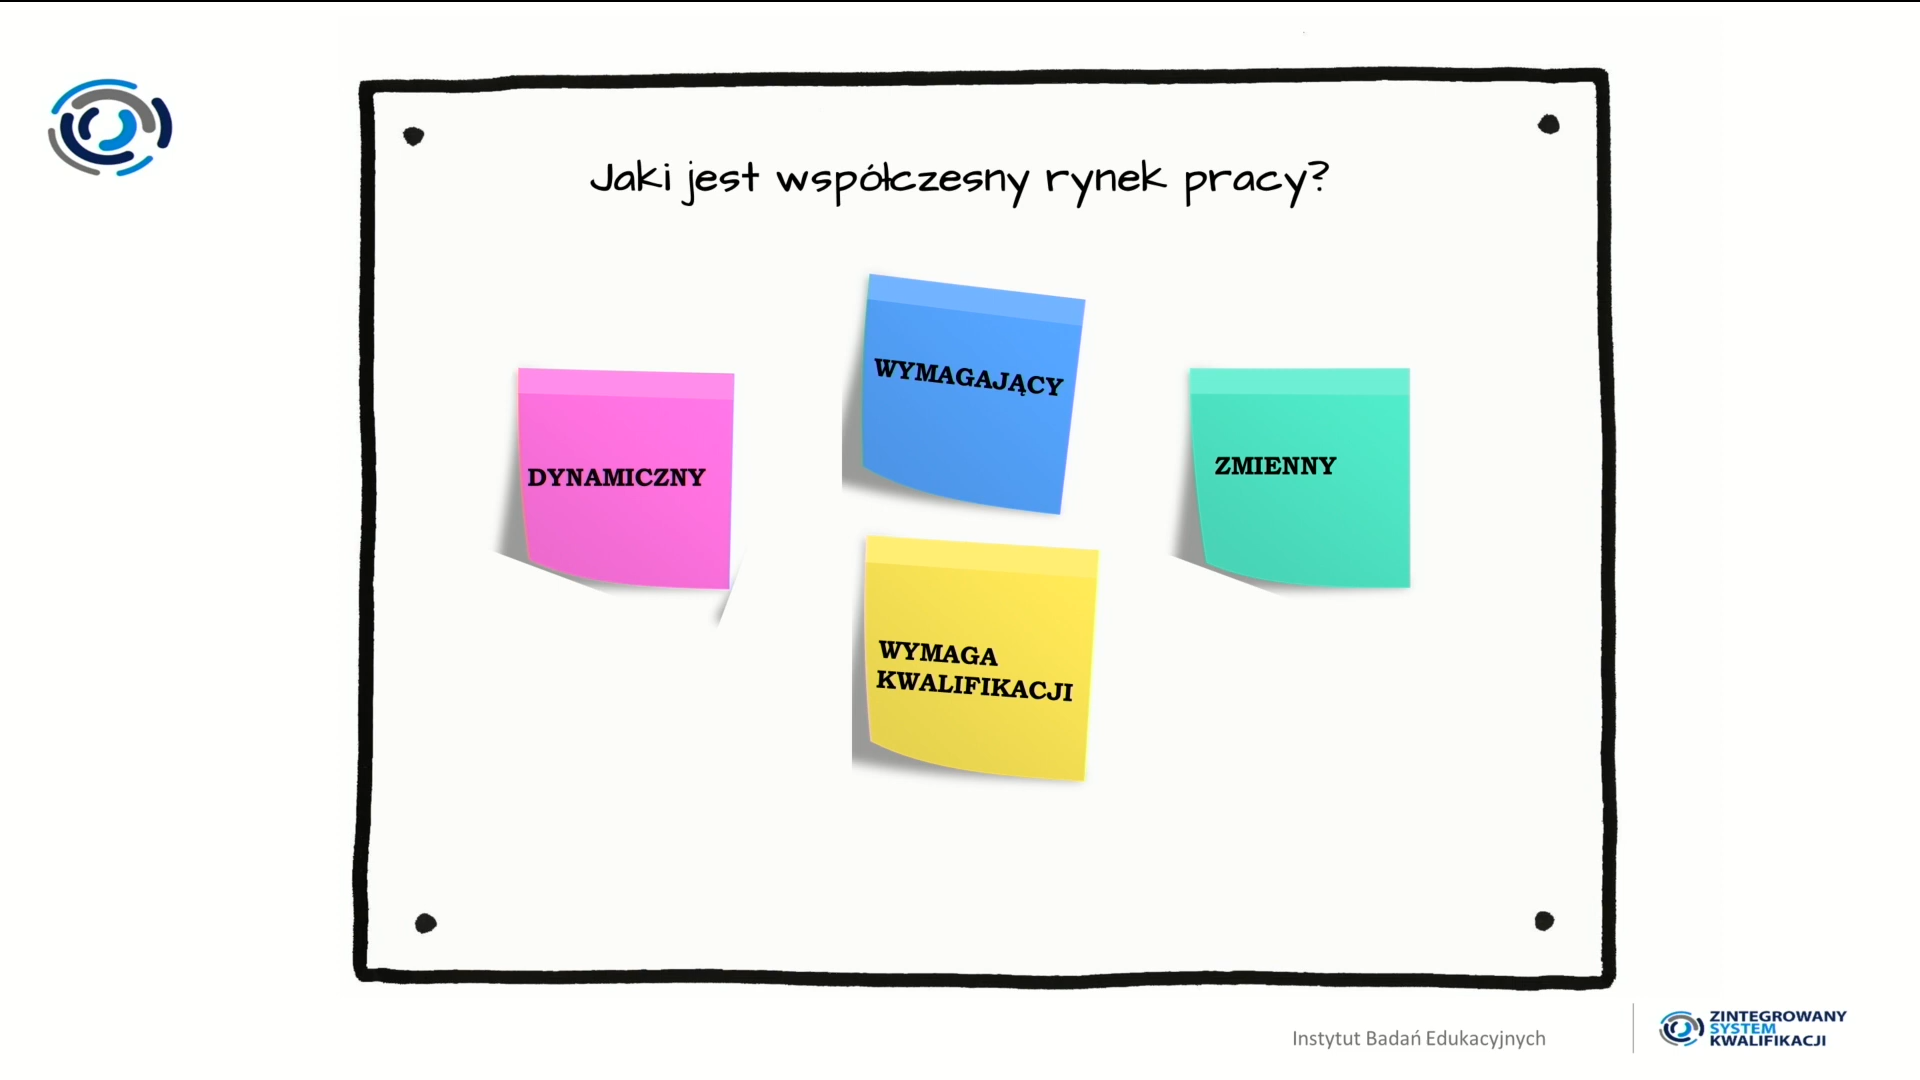 Jaki jest współczesny rynek pracy?
WYMAGAJĄCY
DYNAMICZNY
ZMIENNY
WYMAGA
KWALIFIKACJI
Instytut Badań Edukacyjnych
ZINTEGROWANY
SYSTEM
KWALIFIKACJI